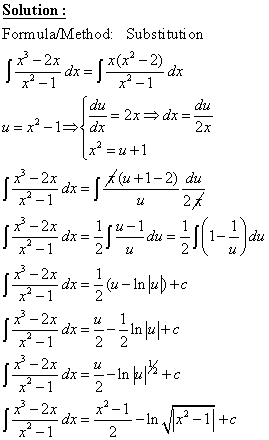 Solution :
Formula/Method: Substitution
∫ (x³ − 2x)/(x² − 1) dx = ∫ x(x² − 2)/(x² − 1) dx
u = x² − 1 ⇒ { du/dx = 2x ⇒ dx = du/2x
x² = u + 1
∫ (x³ − 2x)/(x² − 1) dx = ∫ x̸(u + 1 − 2)/u du/2x̸
∫ (x³ − 2x)/(x² − 1) dx = 1/2 ∫ (u − 1)/u du = 1/2 ∫ (1 − 1/u) du
∫ (x³ − 2x)/(x² − 1) dx = 1/2 (u − ln|u|) + c
∫ (x³ − 2x)/(x² − 1) dx = u/2 − 1/2 ln|u| + c
∫ (x³ − 2x)/(x² − 1) dx = u/2 − ln|u|^½ + c
∫ (x³ − 2x)/(x² − 1) dx = (x² − 1)/2 − ln √|x² − 1| + c